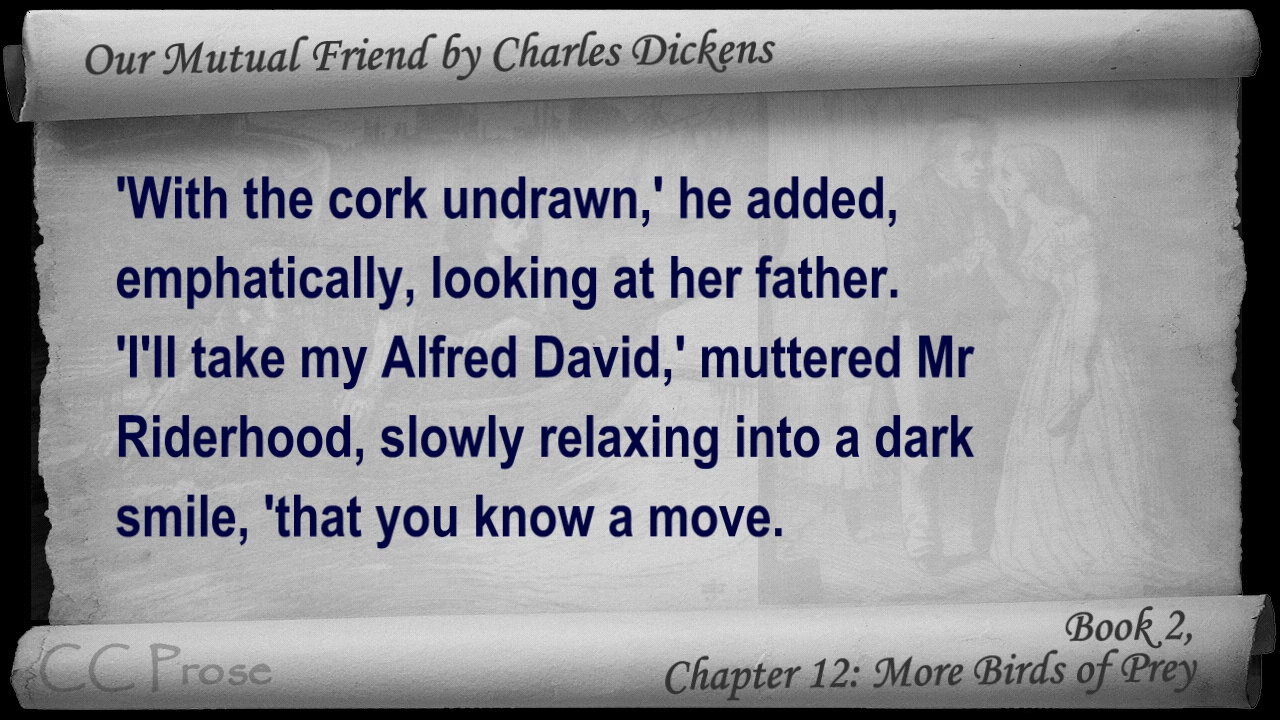 Our Mutual Friend by Charles Dickens
'With the cork undrawn,' he added,
emphatically, looking at her father.
'I'll take my Alfred David,' muttered Mr
Riderhood, slowly relaxing into a dark
smile, 'that you know a move.
Book 2,
CC Prose
Chapter 12: More Birds of Prey